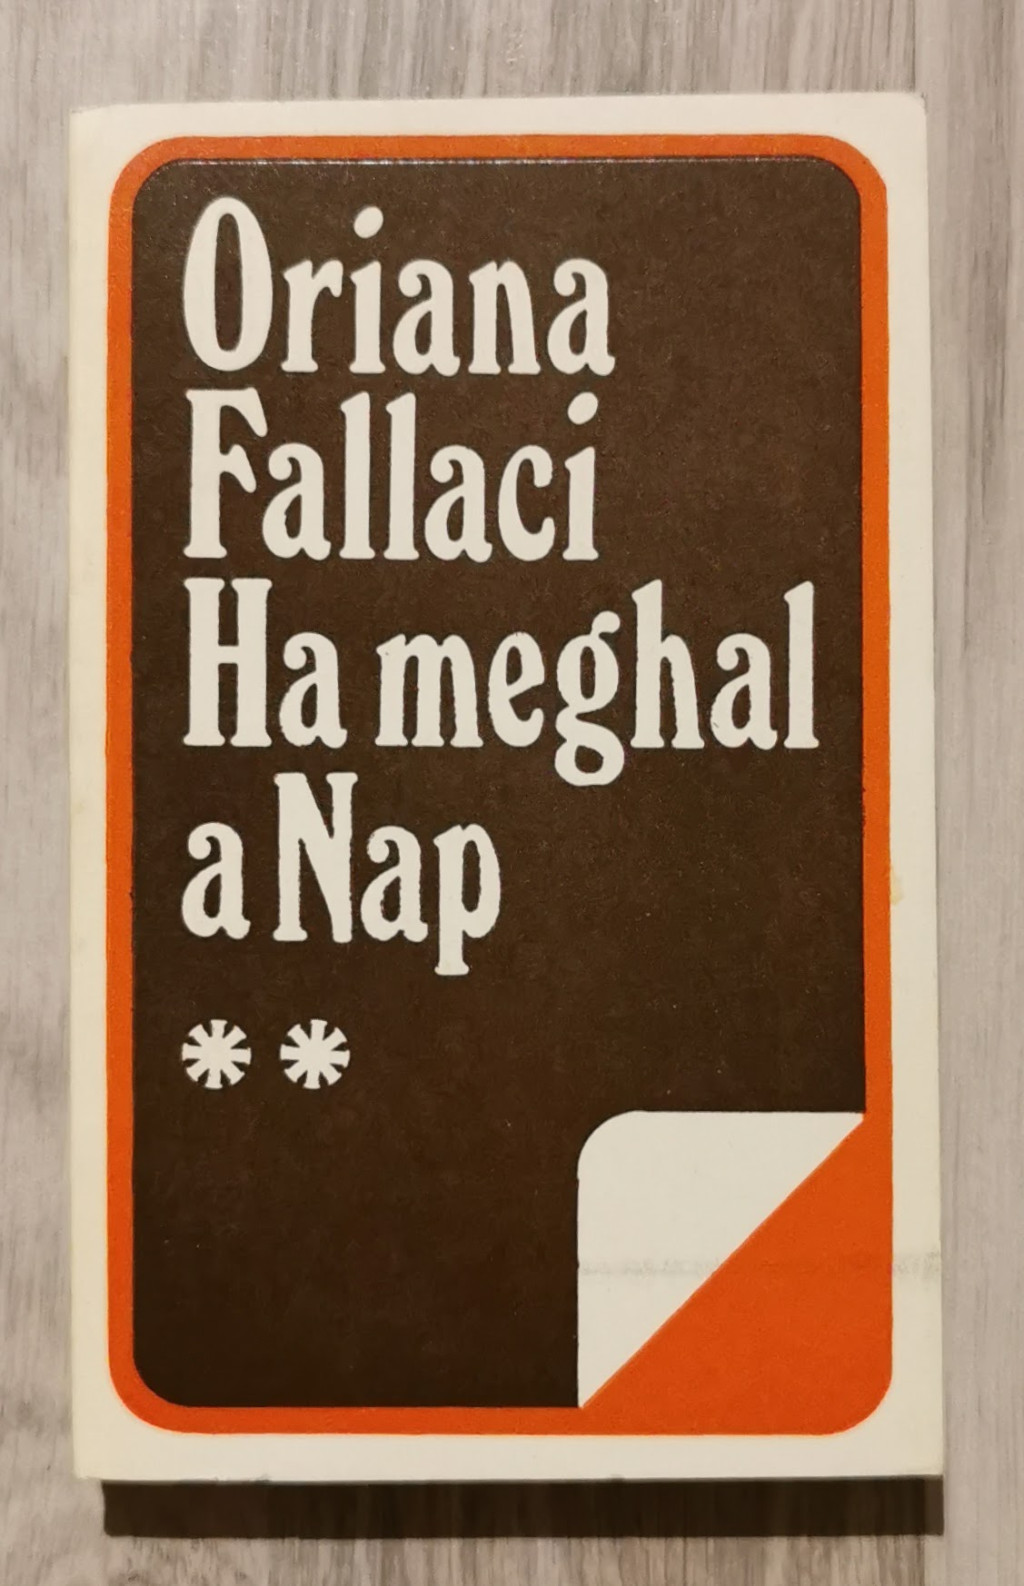 Oriana
Fallaci
Ha meghal
a Nap
**